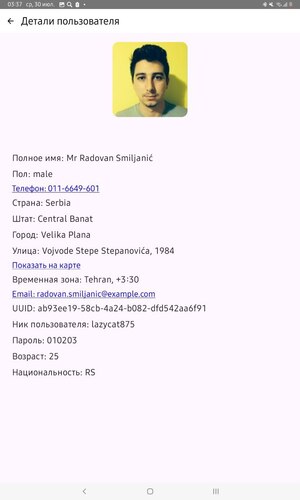 03:37 ср, 30 июл.
Детали пользователя
Полное имя: Mr Radovan Smiljanić
Пол: male
Телефон: 011-6649-601
Страна: Serbia
Штат: Central Banat
Город: Velika Plana
Улица: Vojvode Stepe Stepanovića, 1984
Показать на карте
Временная зона: Tehran, +3:30
Email: radovan.smiljanic@example.com
UUID: ab93ee19-58cb-4a24-b082-dfd542aa6f91
Ник пользователя: lazycat875
Пароль: 010203
Возраст: 25
Национальность: RS